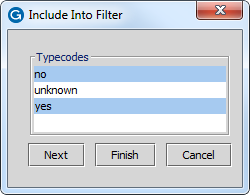 Include Into Filter
Typecodes
no
unknown
yes
Next Finish Cancel